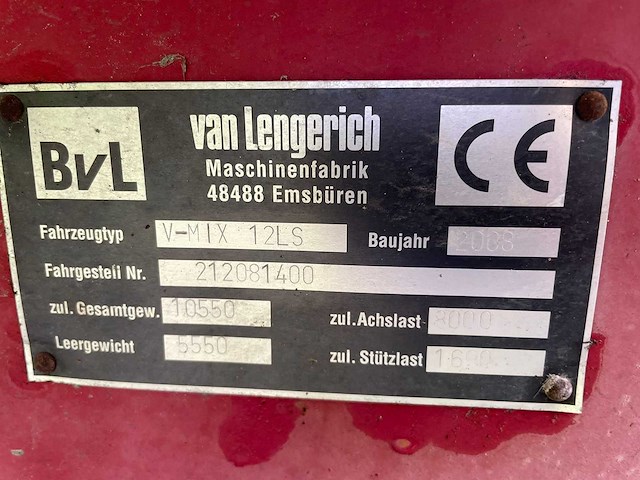 BvL
van Lengerich
Maschinenfabrik
48488 Emsbüren
CE
Fahrzeugtyp V-MIX 12LS Baujahr
Fahrgestell Nr. 212081400
zul. Gesamtgew. 10550 zul. Achslast 8000
Leergewicht 5550 zul. Stützlast